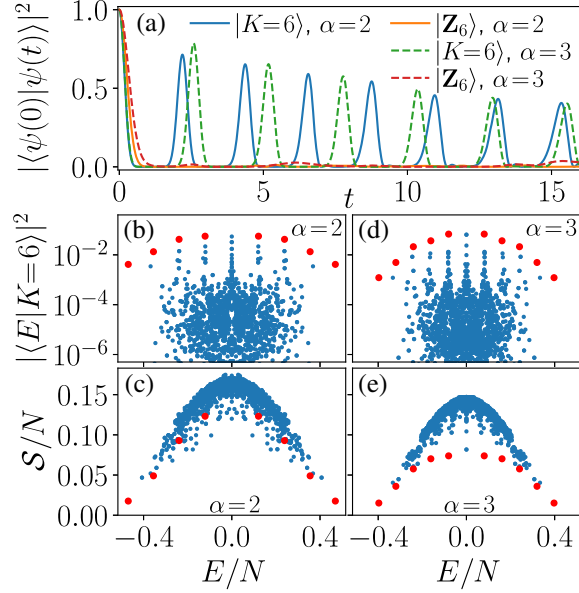 (a)
|K=6⟩, α=2
|Z₆⟩, α=2
|K=6⟩, α=3
|Z₆⟩, α=3
|⟨ψ(0)|ψ(t)⟩|²
1.0
0.5
0.0
0 5 10 15
t
(b) α=2
(d) α=3
|⟨E|K=6⟩|²
10⁻²
10⁻⁴
10⁻⁶
(c) α=2
(e) α=3
S/N
0.15
0.10
0.05
0.00
−0.4 0.0 0.4
−0.4 0.0 0.4
E/N
E/N